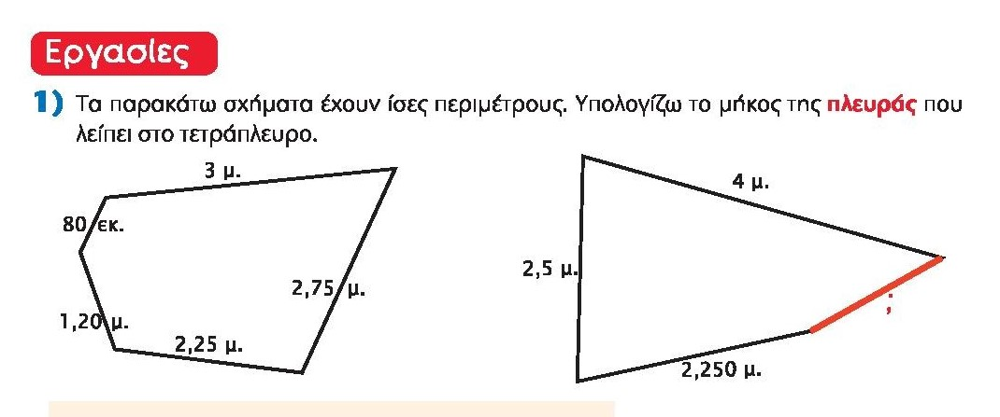 Εργασίες
1) Τα παρακάτω σχήματα έχουν ίσες περιμέτρους. Υπολογίζω το μήκος της πλευράς που
λείπει στο τετράπλευρο.
3 μ.
4 μ.
80 εκ.
2,5 μ.
2,75 μ.
;
1,20 μ.
2,25 μ.
2,250 μ.